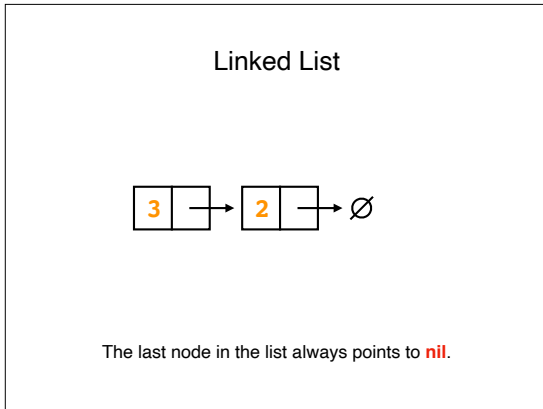 Linked List
3 2 ∅
The last node in the list always points to nil.